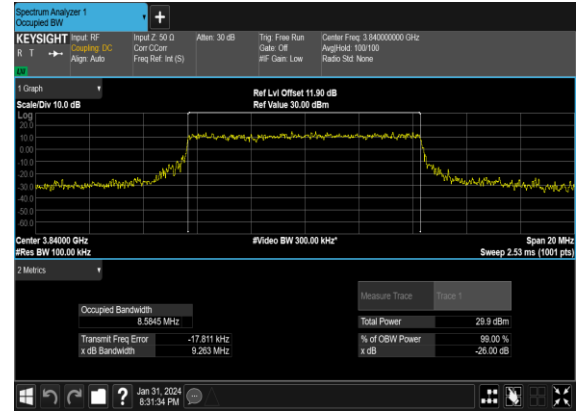 Spectrum Analyzer 1
Occupied BW
+
KEYSIGHT Input: RF Input Z: 50 Ω Atten: 30 dB Trig: Free Run Center Freq: 3.840000000 GHz
R T Coupling: DC Corr CCorr Gate: Off Avg|Hold: 100/100
Align: Auto Freq Ref: Int (S) #IF Gain: Low Radio Std: None
LV
1 Graph
Ref Lvl Offset 11.90 dB
Scale/Div 10.0 dB Ref Value 30.00 dBm
Log
20.0
10.0
0.00
-10.0
-20.0
-30.0
-40.0
-50.0
-60.0
Center 3.84000 GHz #Video BW 300.00 kHz* Span 20 MHz
#Res BW 100.00 kHz Sweep 2.53 ms (1001 pts)
2 Metrics
Measure Trace Trace 1
Occupied Bandwidth
8.5845 MHz
Total Power 29.9 dBm
Transmit Freq Error -17.811 kHz % of OBW Power 99.00 %
x dB Bandwidth 9.263 MHz x dB -26.00 dB
?
Jan 31, 2024
8:31:34 PM